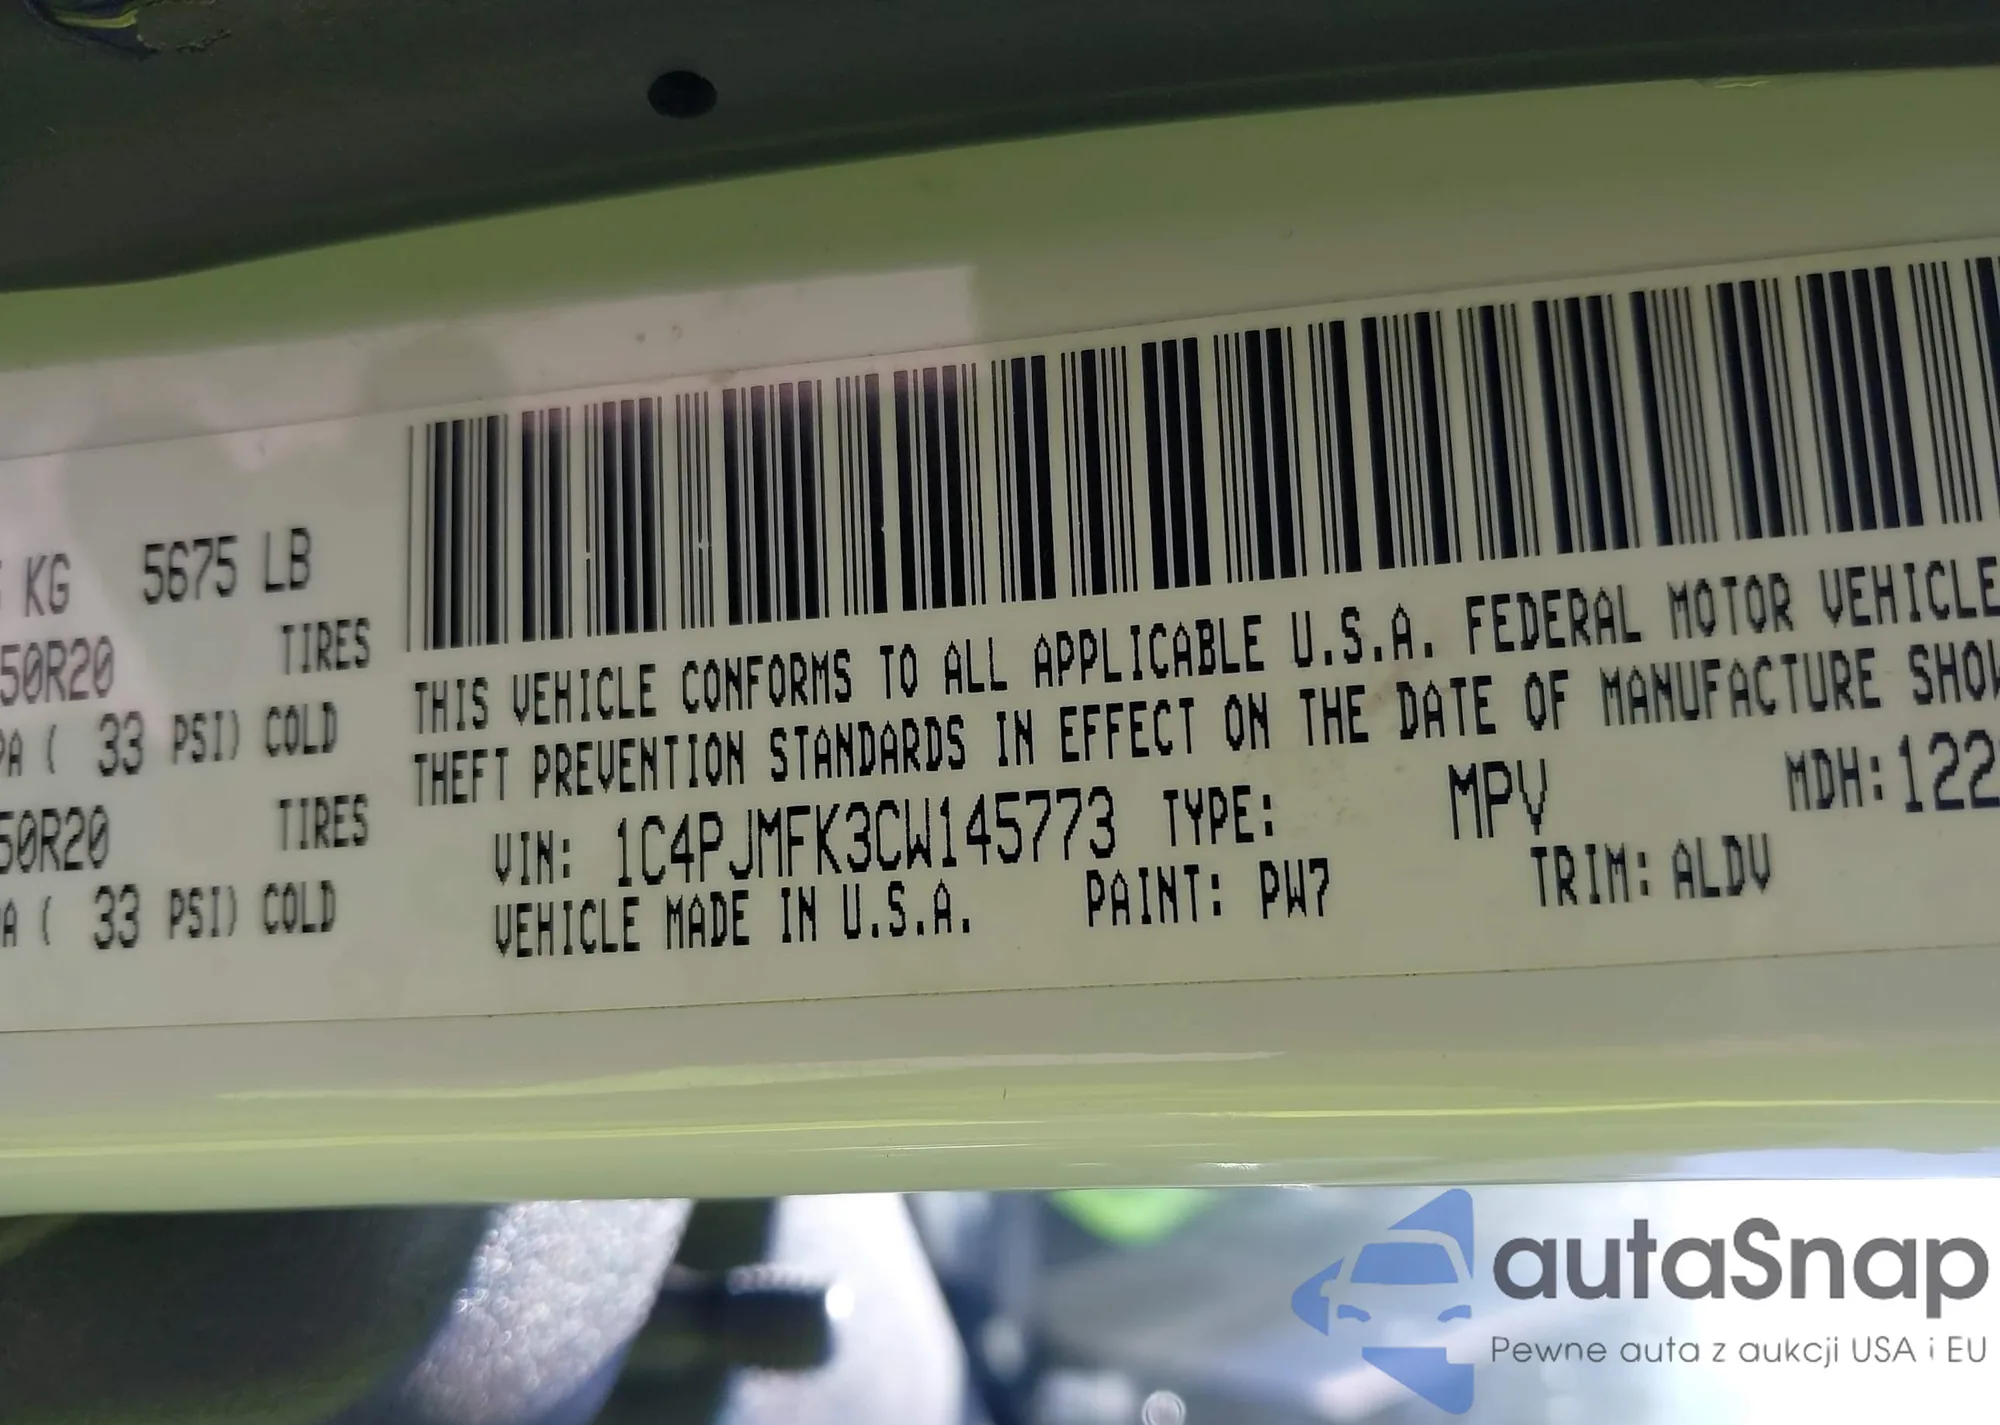 KG 5675 LB
50R20 TIRES
PA ( 33 PSI) COLD
50R20 TIRES
PA ( 33 PSI) COLD
THIS VEHICLE CONFORMS TO ALL APPLICABLE U.S.A. FEDERAL MOTOR VEHICLE
THEFT PREVENTION STANDARDS IN EFFECT ON THE DATE OF MANUFACTURE SHOW
VIN: 1C4PJMFK3CW145773 TYPE: MPV MDH: 122
VEHICLE MADE IN U.S.A. PAINT: PW7 TRIM: ALDV
autaSnap
Pewne auta z aukcji USA i EU